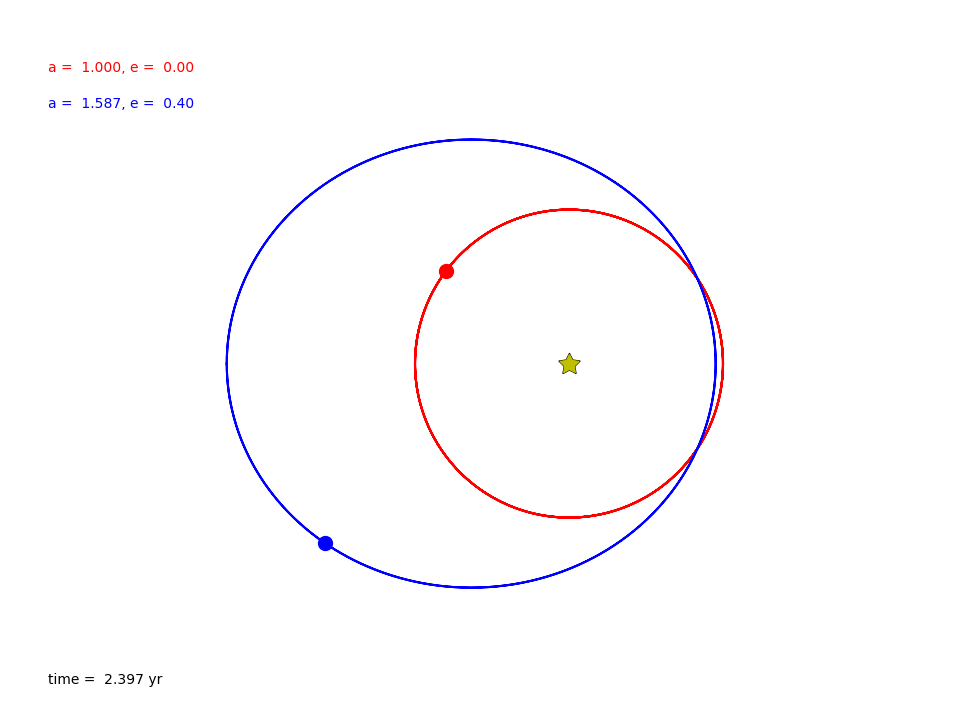 a =  1.000, e =  0.00
a =  1.587, e =  0.40
time =  2.397 yr